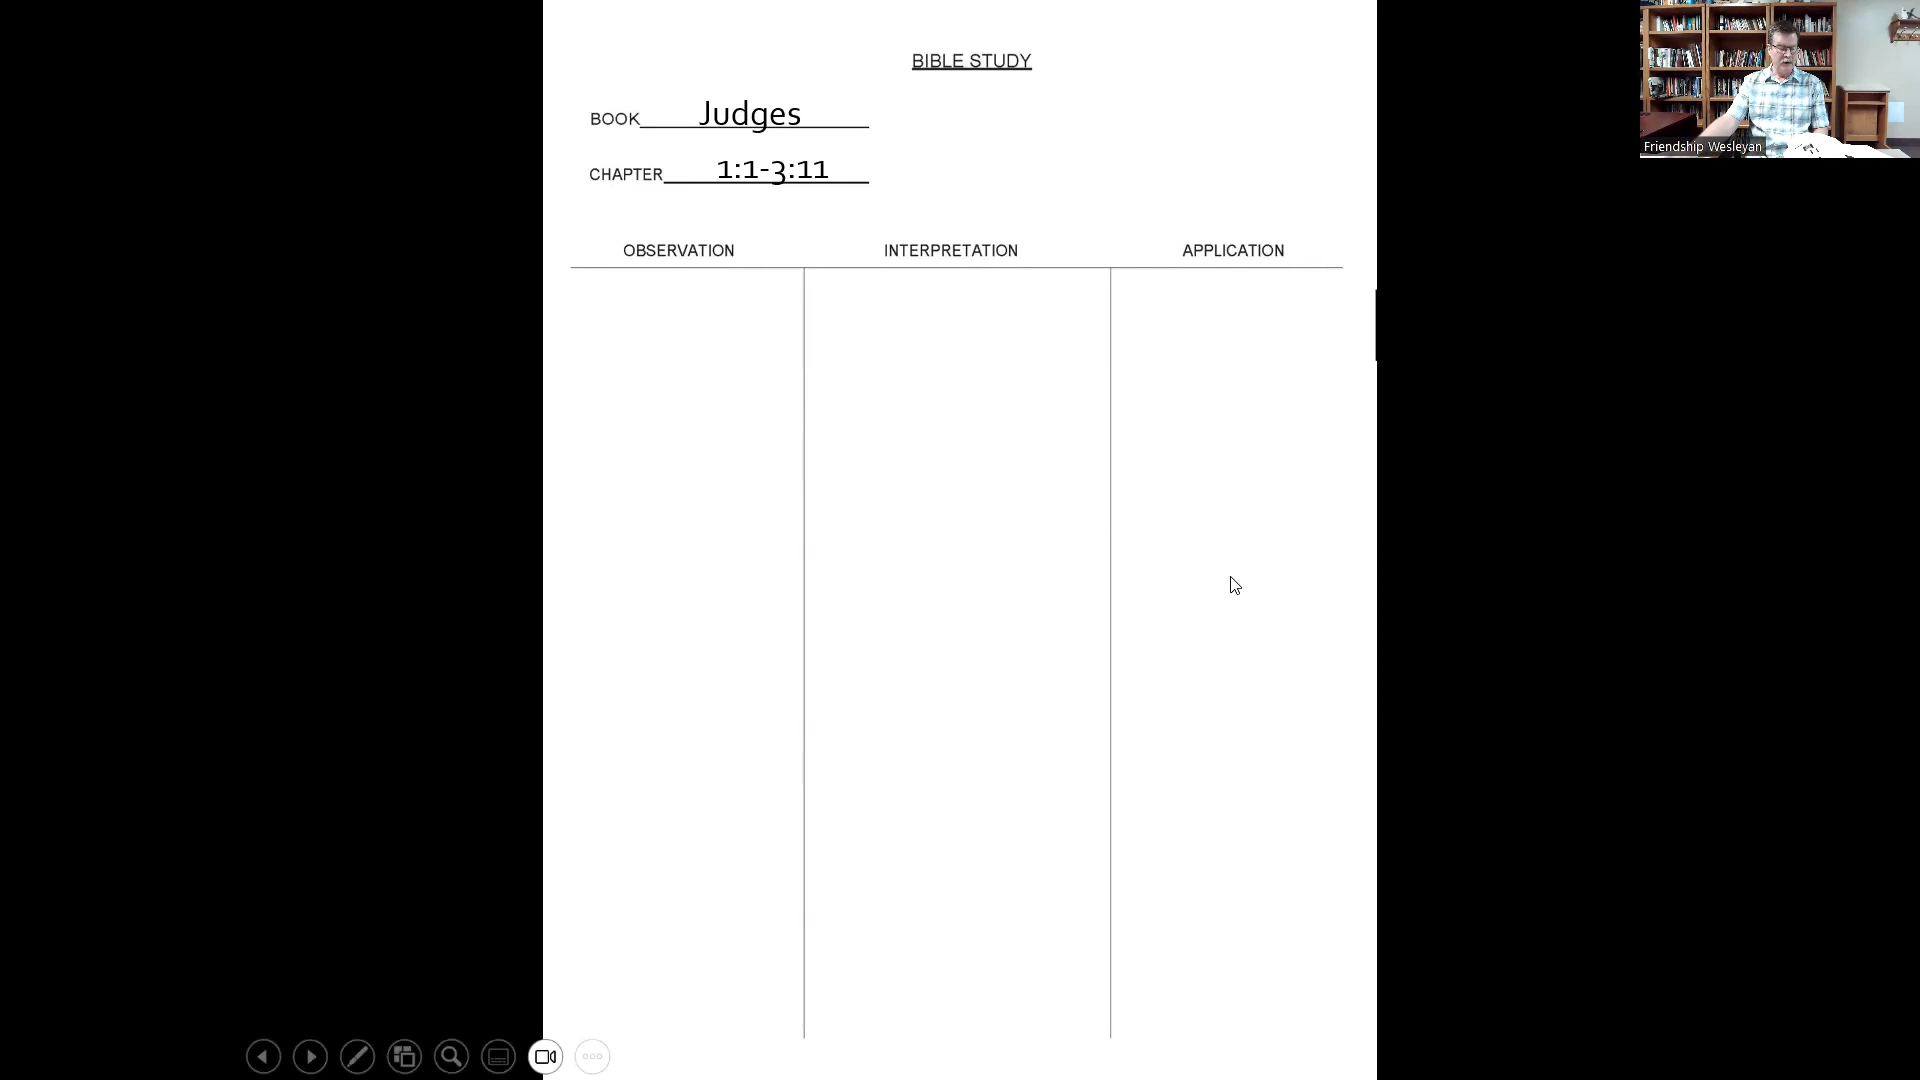 BIBLE STUDY
BOOK Judges
CHAPTER 1:1-3:11
OBSERVATION INTERPRETATION APPLICATION
Friendship Wesleyan